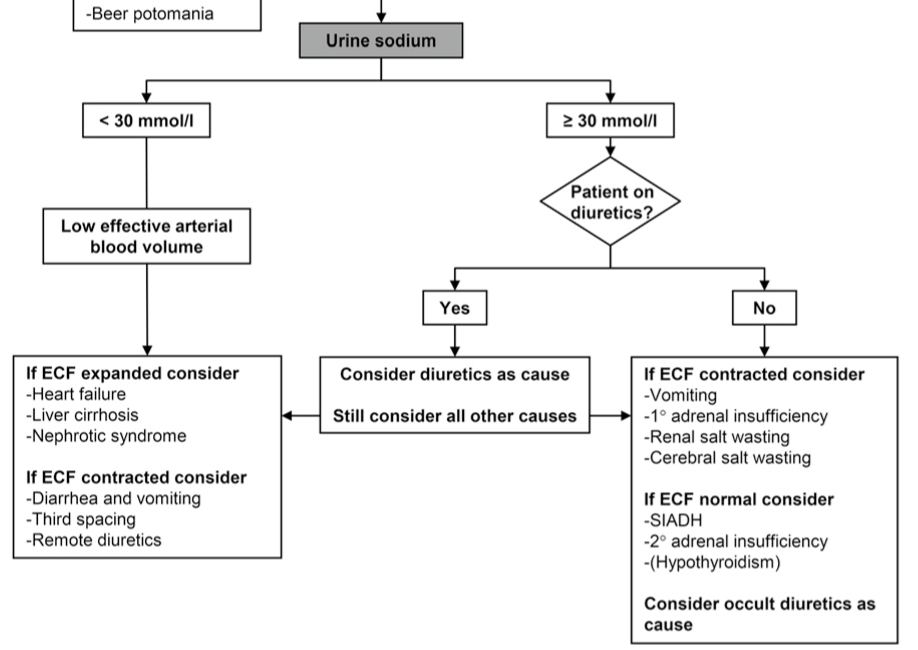 -Beer potomania
Urine sodium
< 30 mmol/l
≥ 30 mmol/l
Patient on
diuretics?
Low effective arterial
blood volume
Yes
No
If ECF expanded consider
-Heart failure
-Liver cirrhosis
-Nephrotic syndrome
If ECF contracted consider
-Diarrhea and vomiting
-Third spacing
-Remote diuretics
Consider diuretics as cause
Still consider all other causes
If ECF contracted consider
-Vomiting
-1° adrenal insufficiency
-Renal salt wasting
-Cerebral salt wasting
If ECF normal consider
-SIADH
-2° adrenal insufficiency
-(Hypothyroidism)
Consider occult diuretics as
cause